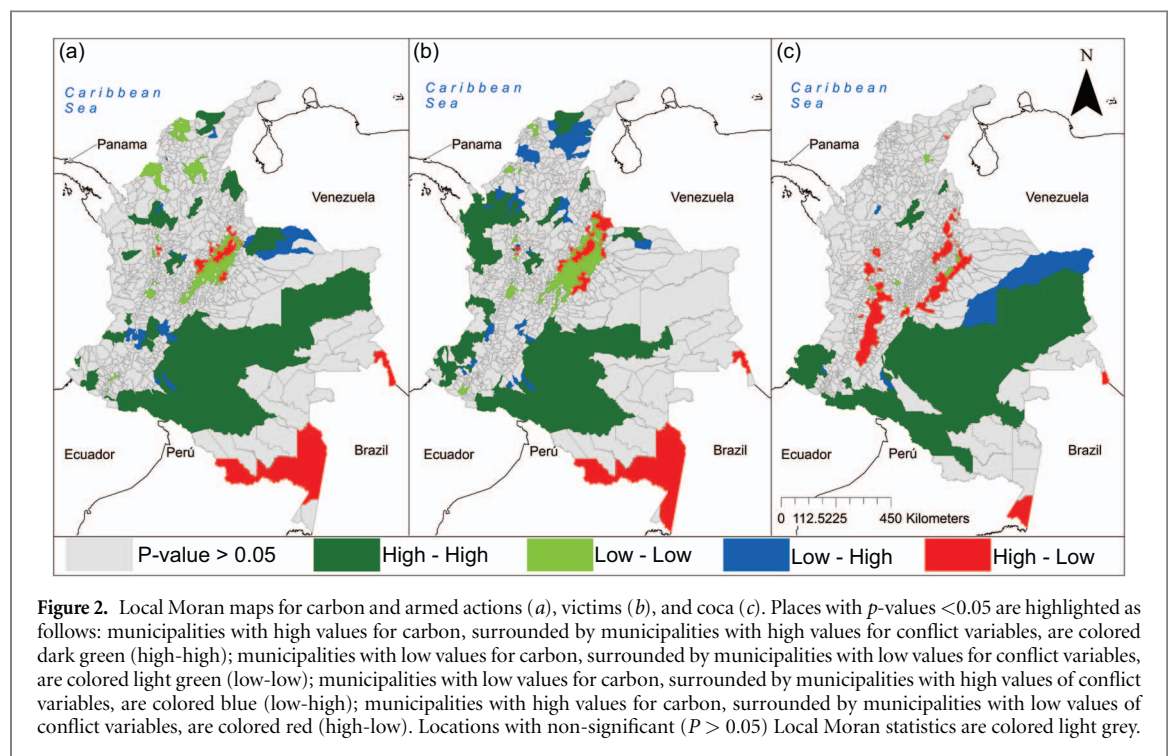 (a)
Caribbean
Sea
Panama
Venezuela
Ecuador
Perú
Brazil
(b)
Caribbean
Sea
Panama
Venezuela
Ecuador
Perú
Brazil
(c)
N
Caribbean
Sea
Panama
Venezuela
Ecuador
Perú
Brazil
0 112.5225 450 Kilometers
P-value > 0.05 High - High Low - Low Low - High High - Low
Figure 2. Local Moran maps for carbon and armed actions (a), victims (b), and coca (c). Places with p-values <0.05 are highlighted as
follows: municipalities with high values for carbon, surrounded by municipalities with high values for conflict variables, are colored
dark green (high-high); municipalities with low values for carbon, surrounded by municipalities with low values for conflict variables,
are colored light green (low-low); municipalities with low values for carbon, surrounded by municipalities with high values of conflict
variables, are colored blue (low-high); municipalities with high values for carbon, surrounded by municipalities with low values of
conflict variables, are colored red (high-low). Locations with non-significant (P > 0.05) Local Moran statistics are colored light grey.